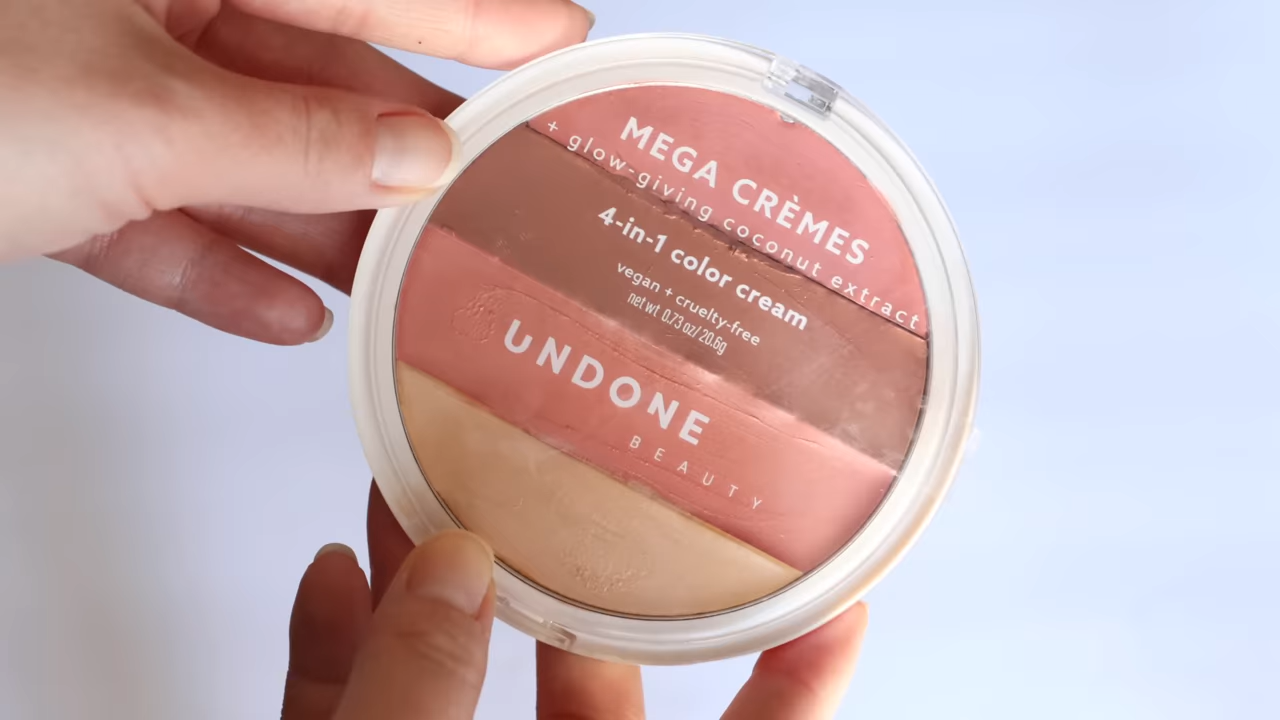 MEGA CRÈMES
+ glow-giving coconut extract
4-in-1 color cream
vegan + cruelty-free
net wt 0.73 oz/ 20.6g
UNDONE
BEAUTY